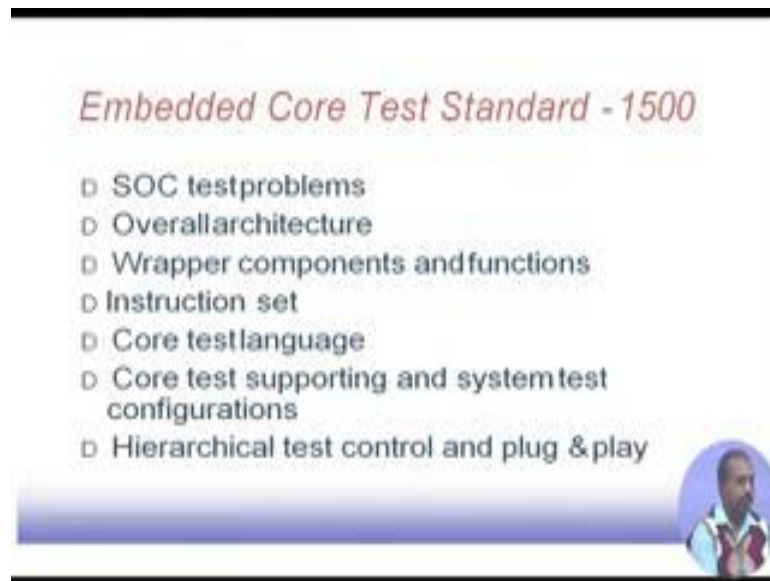 Embedded Core Test Standard - 1500
D SOC testproblems
D Overallarchitecture
D Wrapper components andfunctions
D Instruction set
D Core testlanguage
D Core test supporting and systemtest
configurations
D Hierarchical test control and plug &play